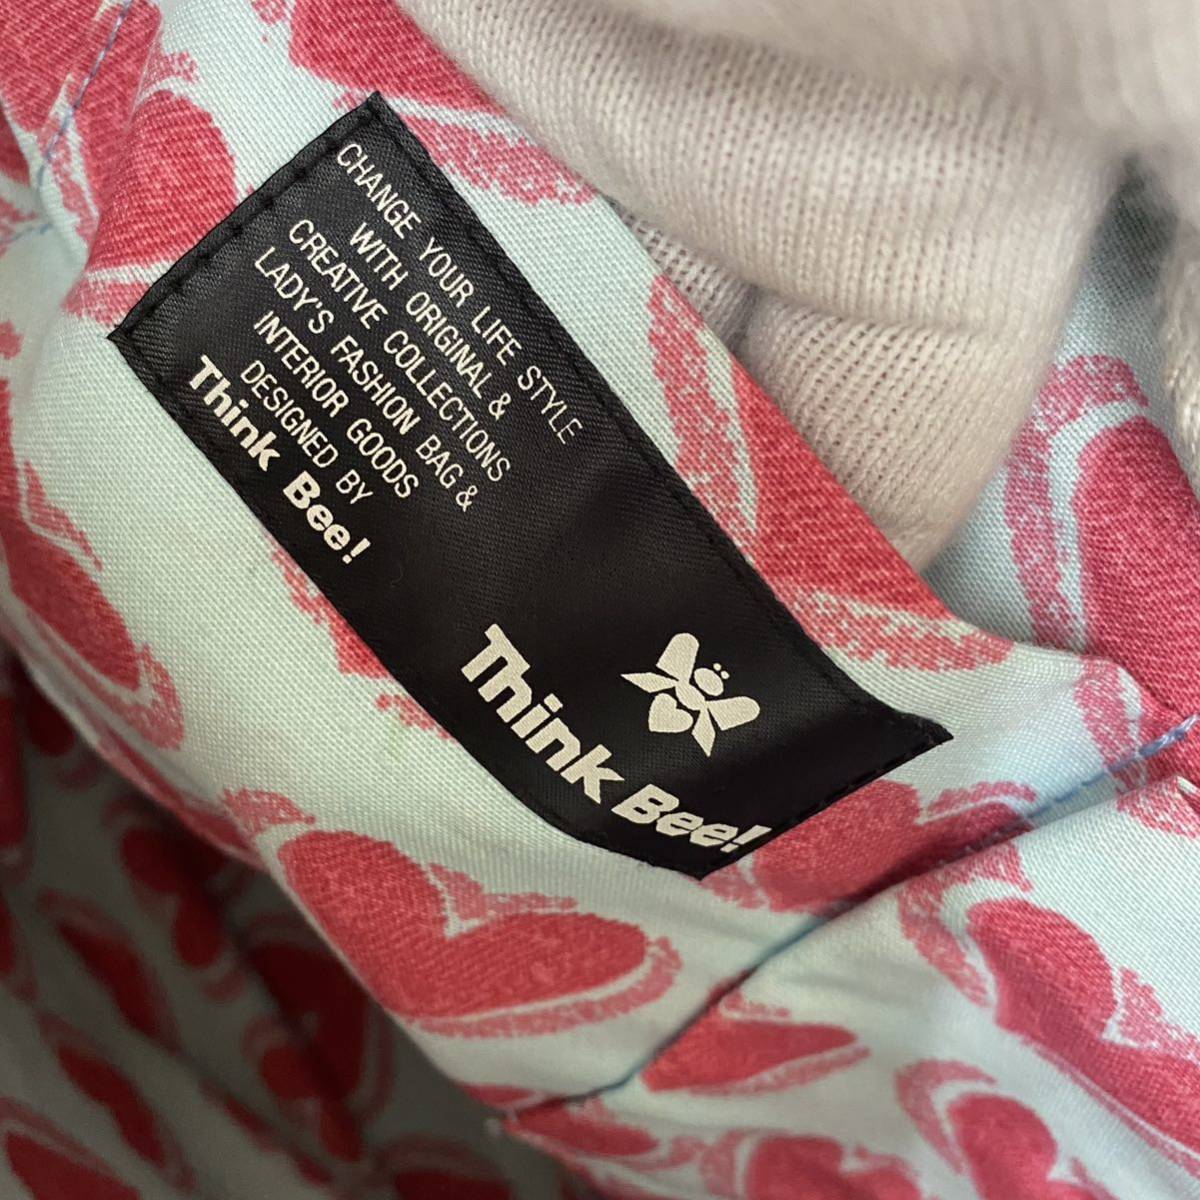 CHANGE YOUR LIFE STYLE
WITH ORIGINAL &
CREATIVE COLLECTIONS
LADY'S FASHION BAG &
INTERIOR GOODS
DESIGNED BY
Think Bee!
Think Bee!